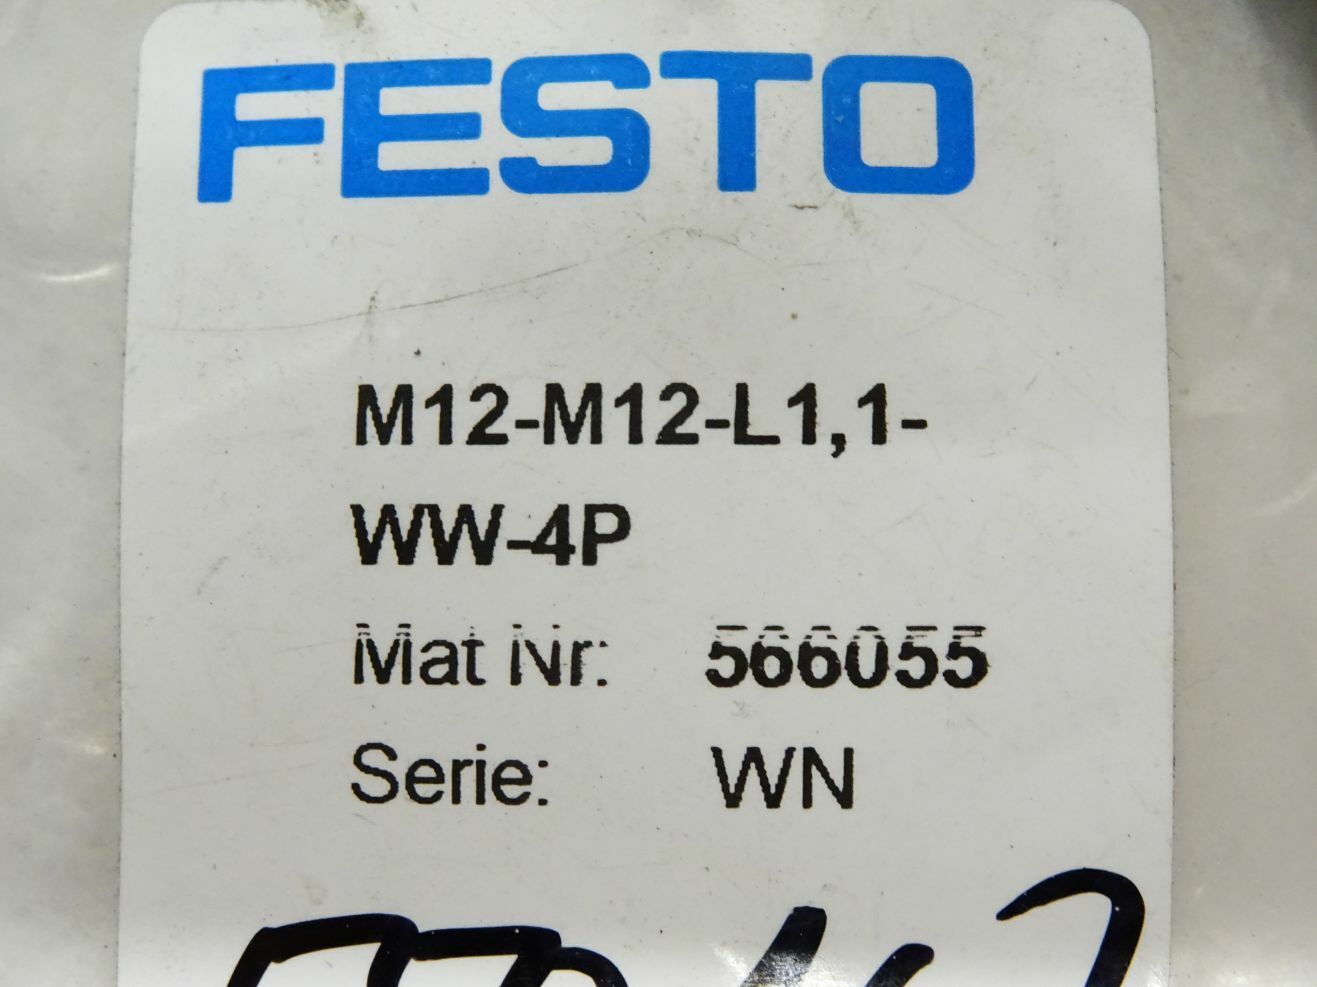 FESTO
M12-M12-L1,1-
WW-4P
Mat Nr: 566055
Serie: WN